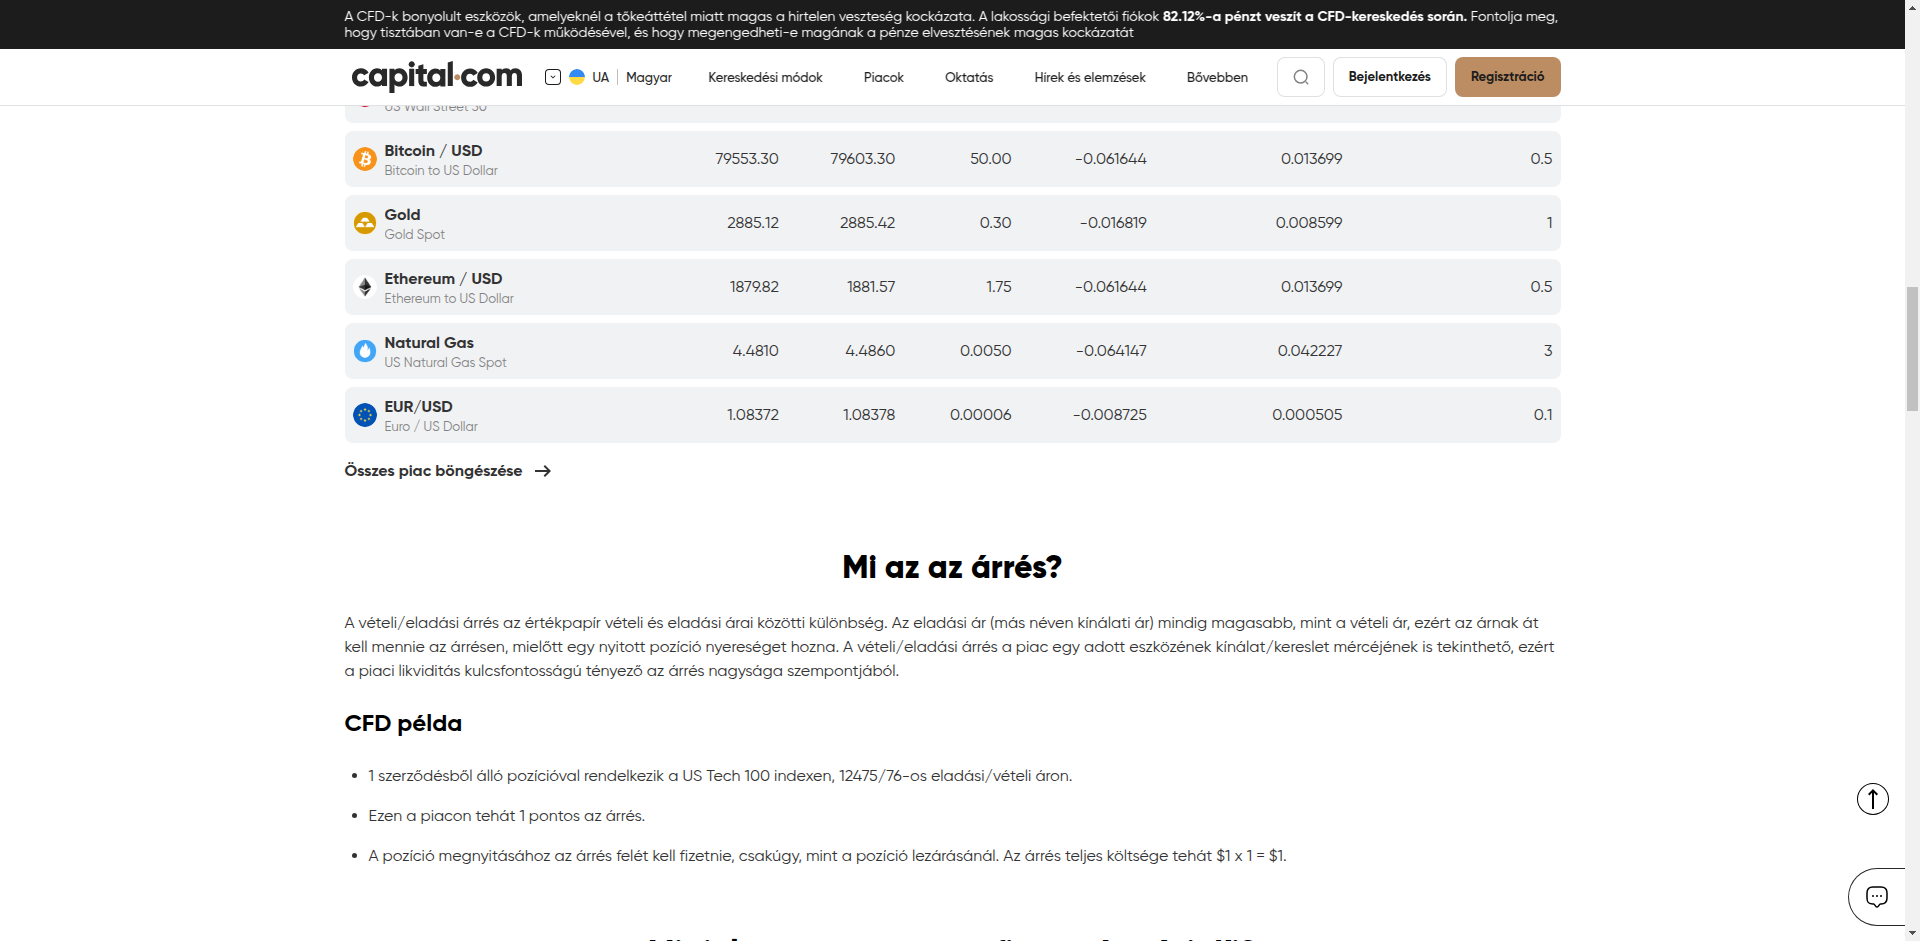 A CFD-k bonyolult eszközök, amelyeknél a tőkeáttétel miatt magas a hirtelen veszteség kockázata. A lakossági befektetői fiókok 82.12%-a pénzt veszít a CFD-kereskedés során. Fontolja meg,
hogy tisztában van-e a CFD-k működésével, és hogy megengedheti-e magának a pénze elvesztésének magas kockázatát
capital.com UA Magyar Kereskedési módok Piacok Oktatás Hírek és elemzések Bővebben Bejelentkezés Regisztráció
US Wall Street 30
Bitcoin / USD 79553.30 79603.30 50.00 -0.061644 0.013699 0.5
Bitcoin to US Dollar
Gold 2885.12 2885.42 0.30 -0.016819 0.008599 1
Gold Spot
Ethereum / USD 1879.82 1881.57 1.75 -0.061644 0.013699 0.5
Ethereum to US Dollar
Natural Gas 4.4810 4.4860 0.0050 -0.064147 0.042227 3
US Natural Gas Spot
EUR/USD 1.08372 1.08378 0.00006 -0.008725 0.000505 0.1
Euro / US Dollar
Összes piac böngészése
Mi az az árrés?
A vételi/eladási árrés az értékpapír vételi és eladási árai közötti különbség. Az eladási ár (más néven kínálati ár) mindig magasabb, mint a vételi ár, ezért az árnak át
kell mennie az árrésen, mielőtt egy nyitott pozíció nyereséget hozna. A vételi/eladási árrés a piac egy adott eszközének kínálat/kereslet mércéjének is tekinthető, ezért
a piaci likviditás kulcsfontosságú tényező az árrés nagysága szempontjából.
CFD példa
• 1 szerződésből álló pozícióval rendelkezik a US Tech 100 indexen, 12475/76-os eladási/vételi áron.
• Ezen a piacon tehát 1 pontos az árrés.
• A pozíció megnyitásához az árrés felét kell fizetnie, csakúgy, mint a pozíció lezárásánál. Az árrés teljes költsége tehát $1 x 1 = $1.